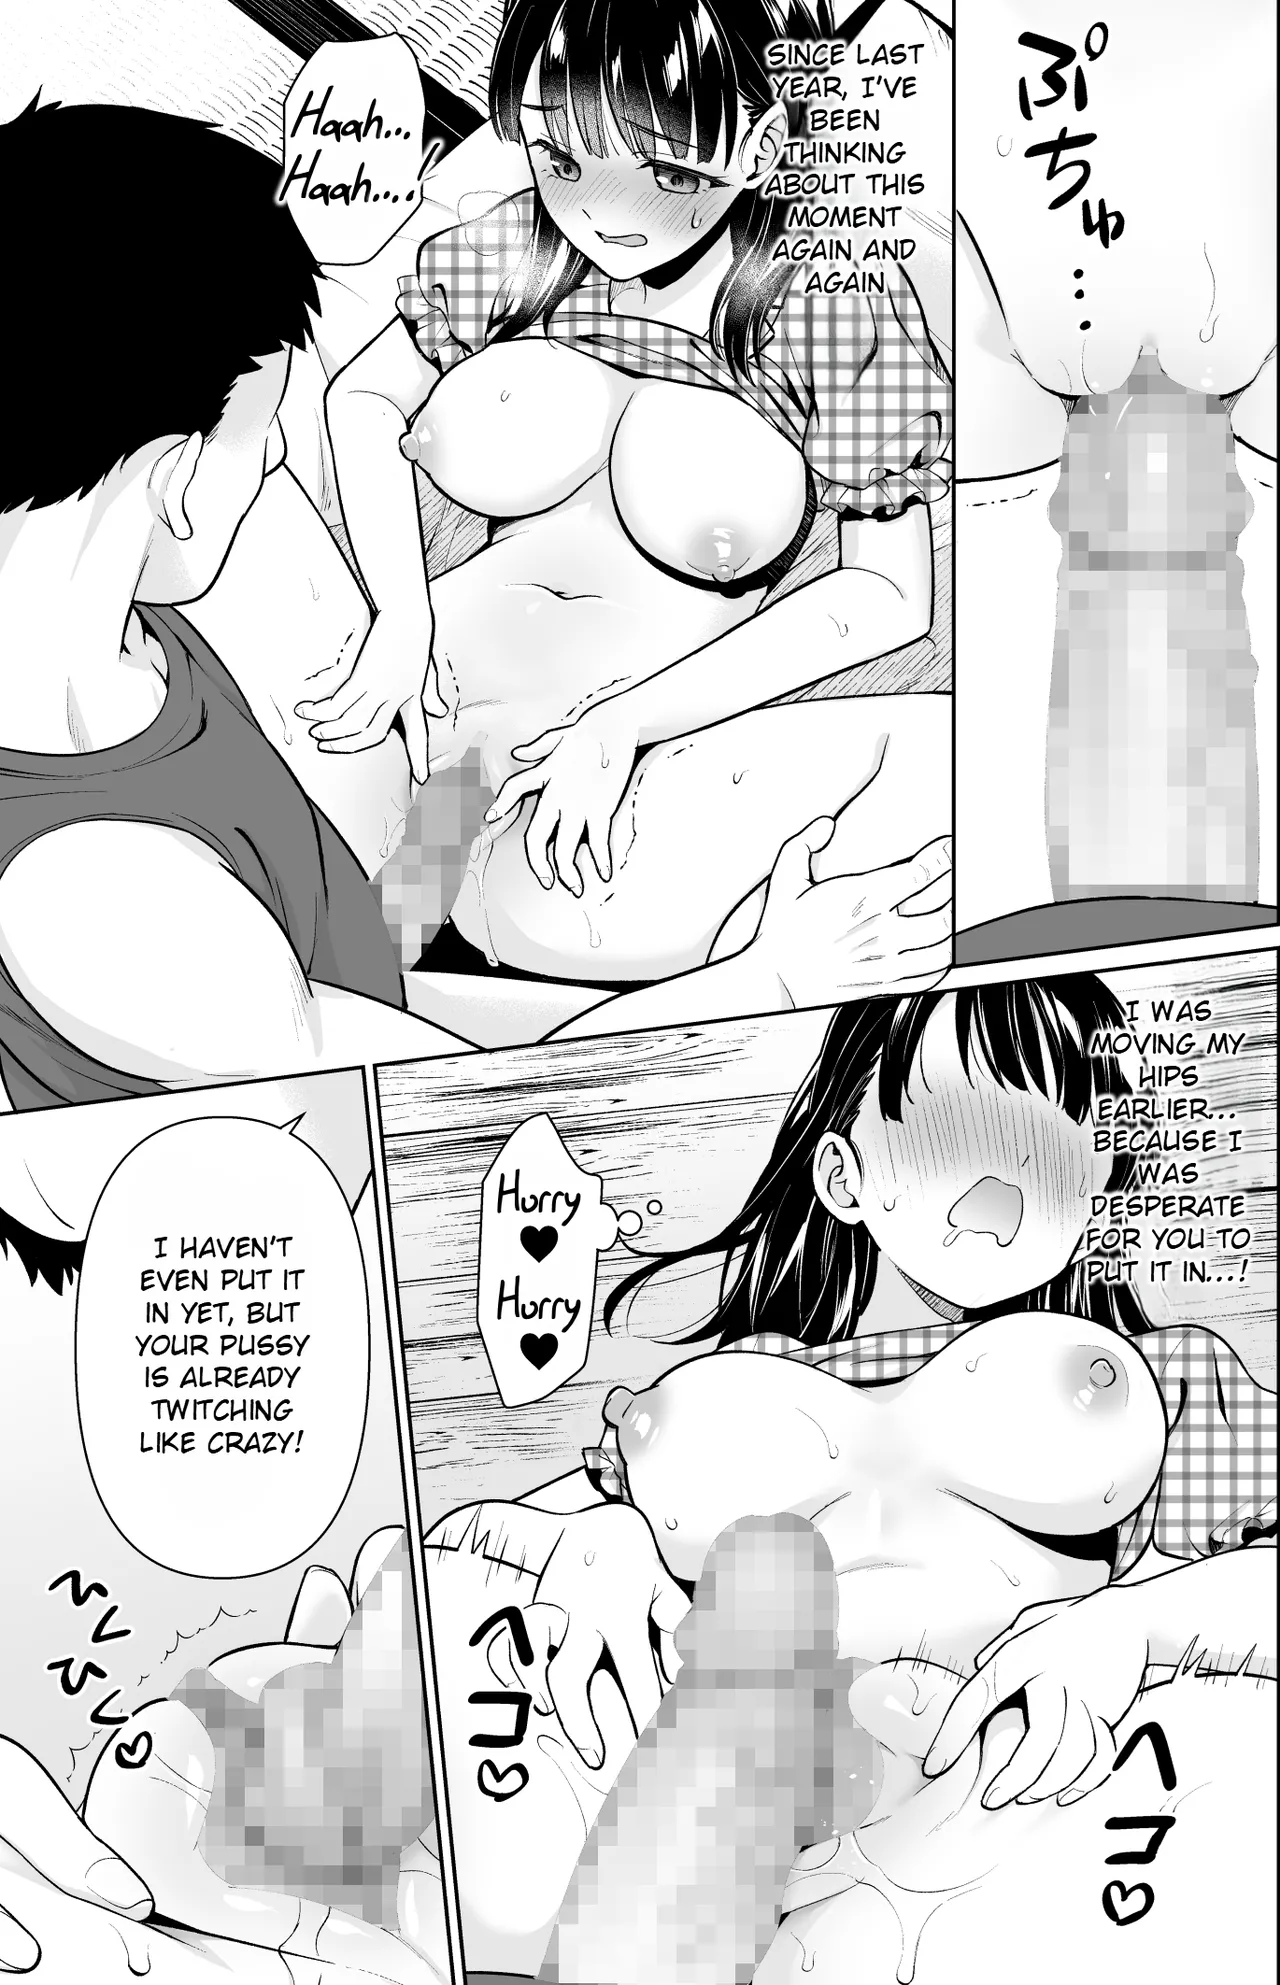 ぷちゅ...
SINCE LAST
YEAR, I'VE
BEEN
THINKING
ABOUT THIS
MOMENT
AGAIN AND
AGAIN
Haah...
Haah...!
I WAS
MOVING MY
HIPS
EARLIER...
BECAUSE I
WAS
DESPERATE
FOR YOU TO
PUT IT IN...!
Hurry
♥
Hurry
♥
ヘコ♡
ヘコ♡
I HAVEN'T
EVEN PUT IT
IN YET, BUT
YOUR PUSSY
IS ALREADY
TWITCHING
LIKE CRAZY!
ひく
ひく♡